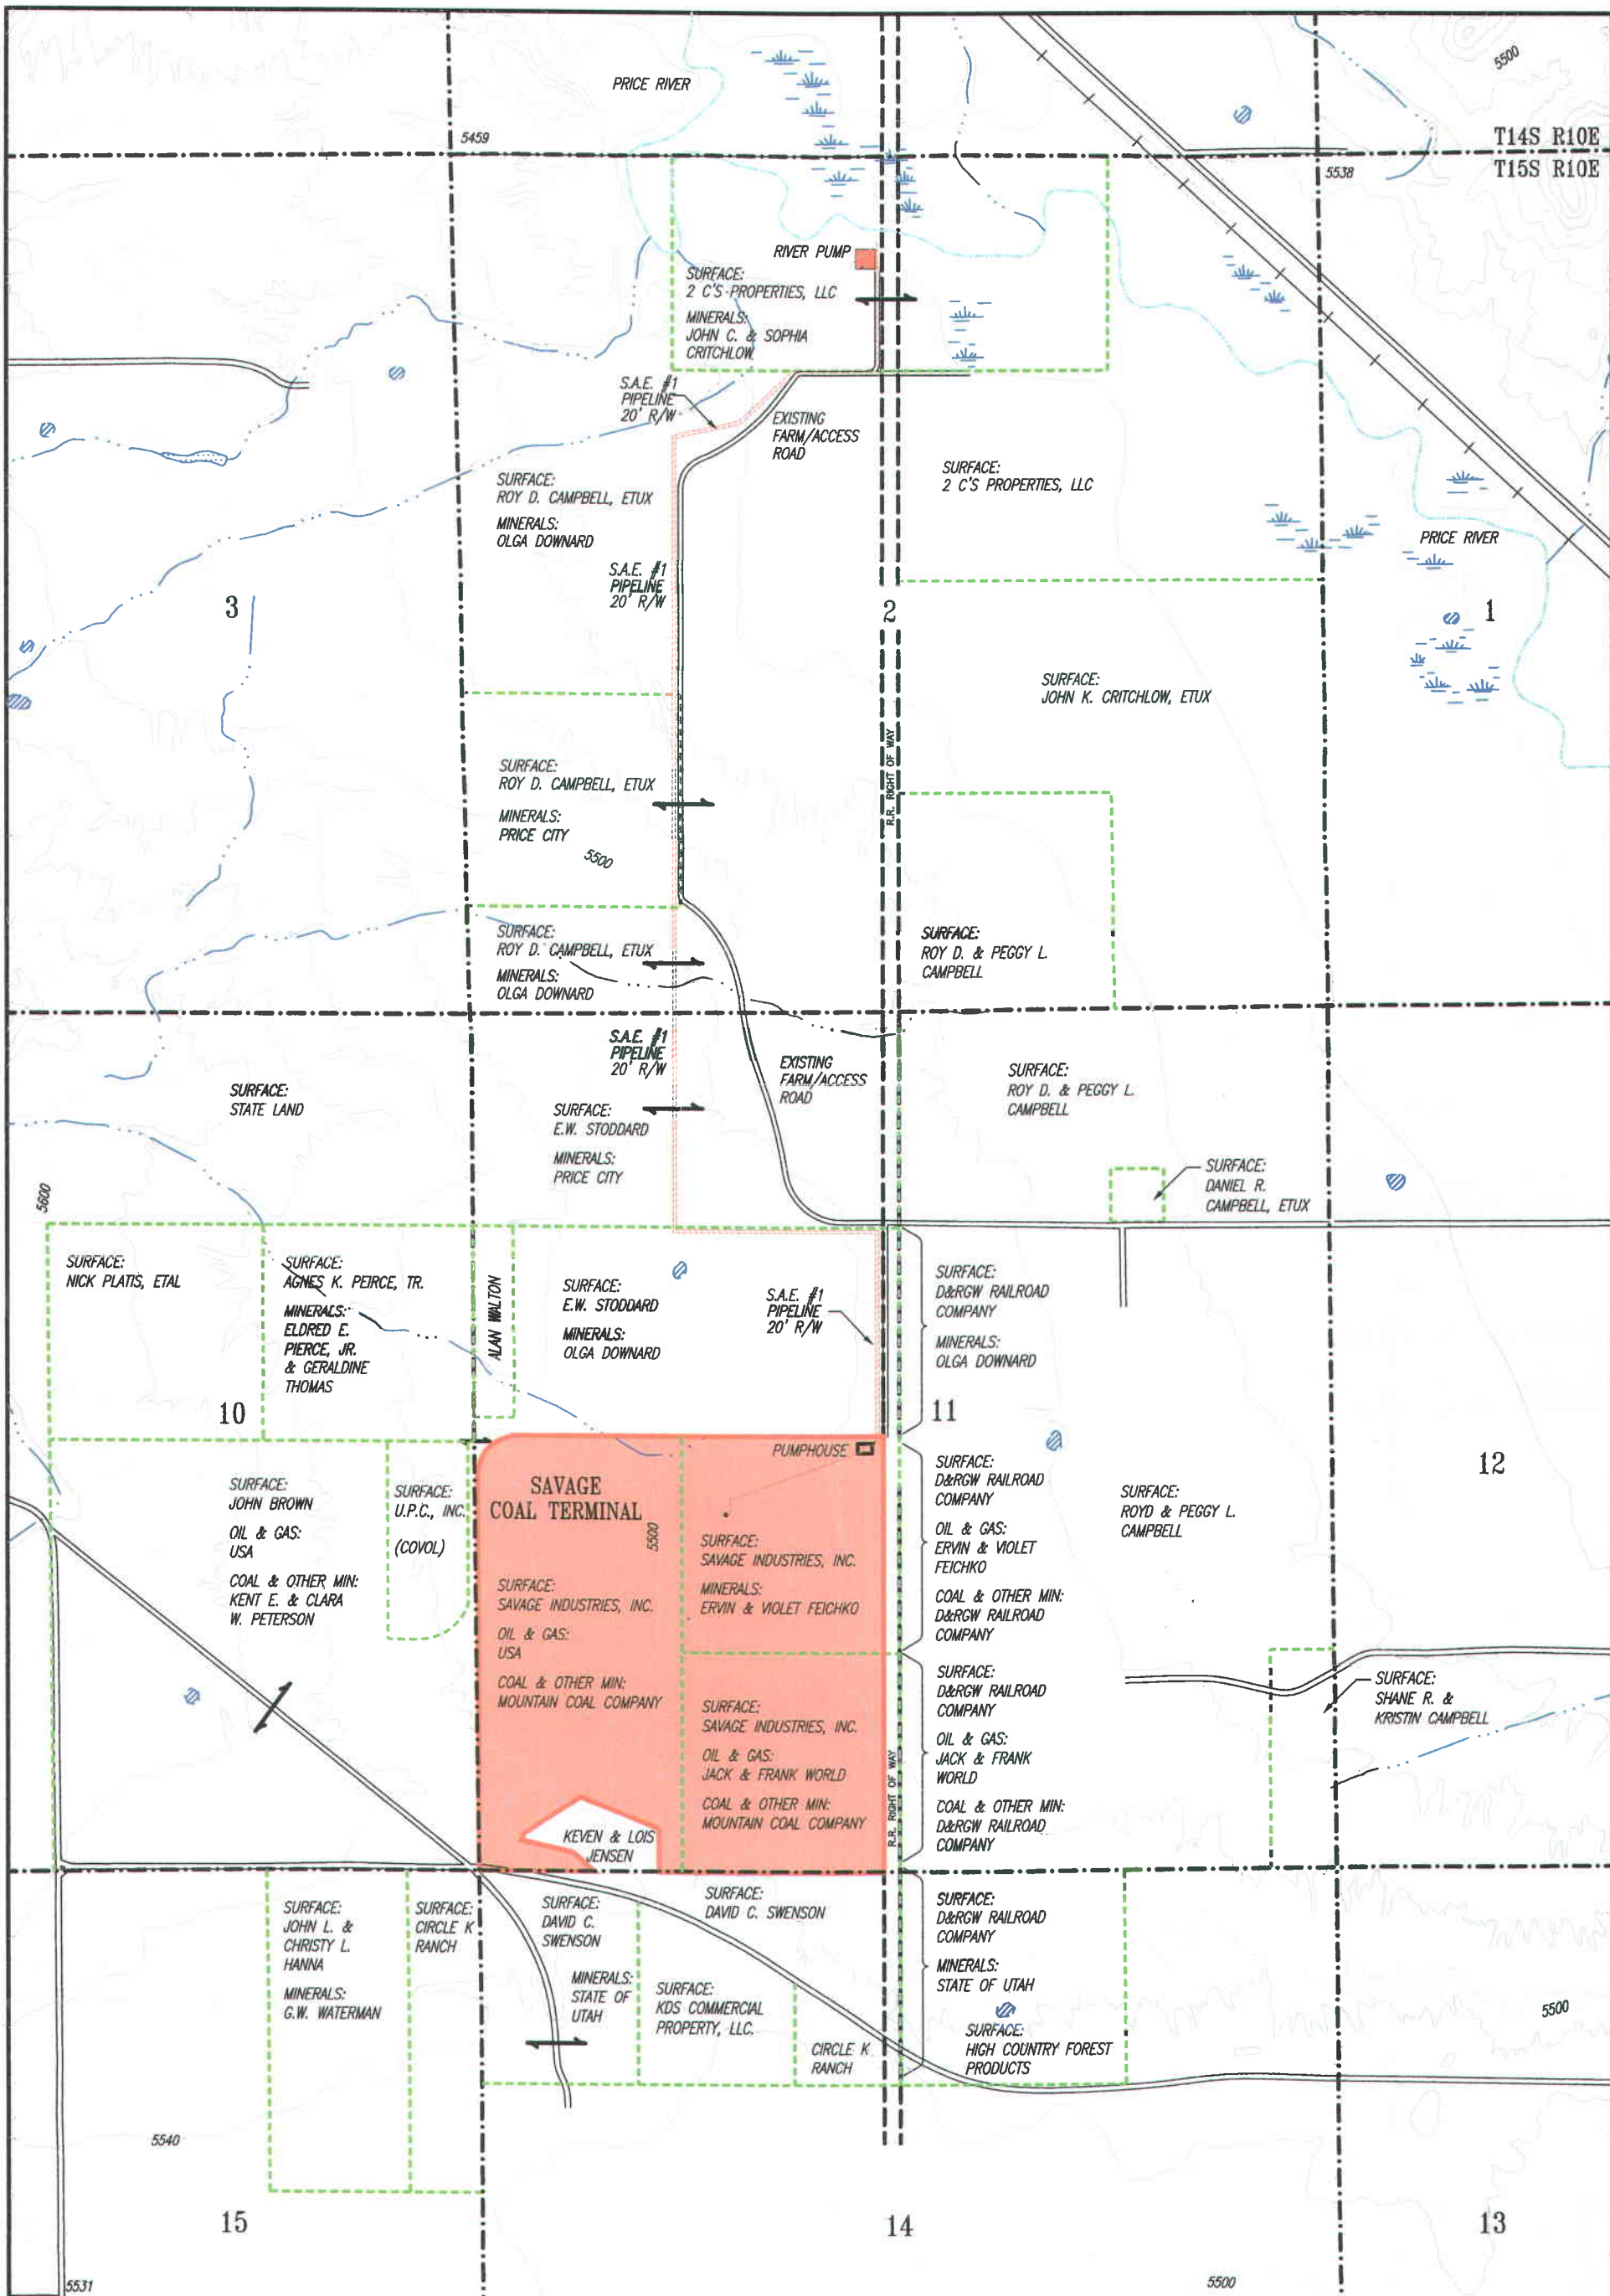 PRICE RIVER
5500
5459
T14S R10E
T15S R10E
5538
RIVER PUMP
SURFACE:
2 C'S PROPERTIES, LLC
MINERALS:
JOHN C. & SOPHIA
CRITCHLOW
S.A.E. #1
PIPELINE
20' R/W
EXISTING
FARM/ACCESS
ROAD
SURFACE:
2 C'S PROPERTIES, LLC
SURFACE:
ROY D. CAMPBELL, ETUX
MINERALS:
OLGA DOWNARD
PRICE RIVER
S.A.E. #1
PIPELINE
20' R/W
3
2
1
SURFACE:
JOHN K. CRITCHLOW, ETUX
R.R. RIGHT OF WAY
SURFACE:
ROY D. CAMPBELL, ETUX
MINERALS:
PRICE CITY
5500
SURFACE:
ROY D. CAMPBELL, ETUX
MINERALS:
OLGA DOWNARD
SURFACE:
ROY D. & PEGGY L.
CAMPBELL
S.A.E. #1
PIPELINE
20' R/W
EXISTING
FARM/ACCESS
ROAD
SURFACE:
ROY D. & PEGGY L.
CAMPBELL
SURFACE:
STATE LAND
SURFACE:
E.W. STODDARD
MINERALS:
PRICE CITY
SURFACE:
DANIEL R.
CAMPBELL, ETUX
5600
SURFACE:
NICK PLATIS, ETAL
SURFACE:
AGNES K. PEIRCE, TR.
MINERALS:
ELDRED E.
PIERCE, JR.
& GERALDINE
THOMAS
ALAN WALTON
SURFACE:
E.W. STODDARD
MINERALS:
OLGA DOWNARD
S.A.E. #1
PIPELINE
20' R/W
SURFACE:
D&RGW RAILROAD
COMPANY
MINERALS:
OLGA DOWNARD
10
11
12
PUMPHOUSE
SURFACE:
JOHN BROWN
OIL & GAS:
USA
COAL & OTHER MIN:
KENT E. & CLARA
W. PETERSON
SURFACE:
U.P.C., INC.
(COVOL)
SAVAGE
COAL TERMINAL
5500
SURFACE:
SAVAGE INDUSTRIES, INC.
OIL & GAS:
USA
COAL & OTHER MIN:
MOUNTAIN COAL COMPANY
SURFACE:
SAVAGE INDUSTRIES, INC.
MINERALS:
ERVIN & VIOLET FEICHKO
SURFACE:
D&RGW RAILROAD
COMPANY
OIL & GAS:
ERVIN & VIOLET
FEICHKO
COAL & OTHER MIN:
D&RGW RAILROAD
COMPANY
SURFACE:
ROYD & PEGGY L.
CAMPBELL
SURFACE:
SAVAGE INDUSTRIES, INC.
OIL & GAS:
JACK & FRANK WORLD
COAL & OTHER MIN:
MOUNTAIN COAL COMPANY
SURFACE:
D&RGW RAILROAD
COMPANY
OIL & GAS:
JACK & FRANK
WORLD
COAL & OTHER MIN:
D&RGW RAILROAD
COMPANY
SURFACE:
SHANE R. &
KRISTIN CAMPBELL
R.R. RIGHT OF WAY
KEVEN & LOIS
JENSEN
SURFACE:
JOHN L. &
CHRISTY L.
HANNA
MINERALS:
G.W. WATERMAN
SURFACE:
CIRCLE K
RANCH
SURFACE:
DAVID C.
SWENSON
MINERALS:
STATE OF
UTAH
SURFACE:
DAVID C. SWENSON
SURFACE:
KDS COMMERCIAL
PROPERTY, LLC.
CIRCLE K
RANCH
SURFACE:
D&RGW RAILROAD
COMPANY
MINERALS:
STATE OF UTAH
SURFACE:
HIGH COUNTRY FOREST
PRODUCTS
5500
5540
15
14
13
5531
5500